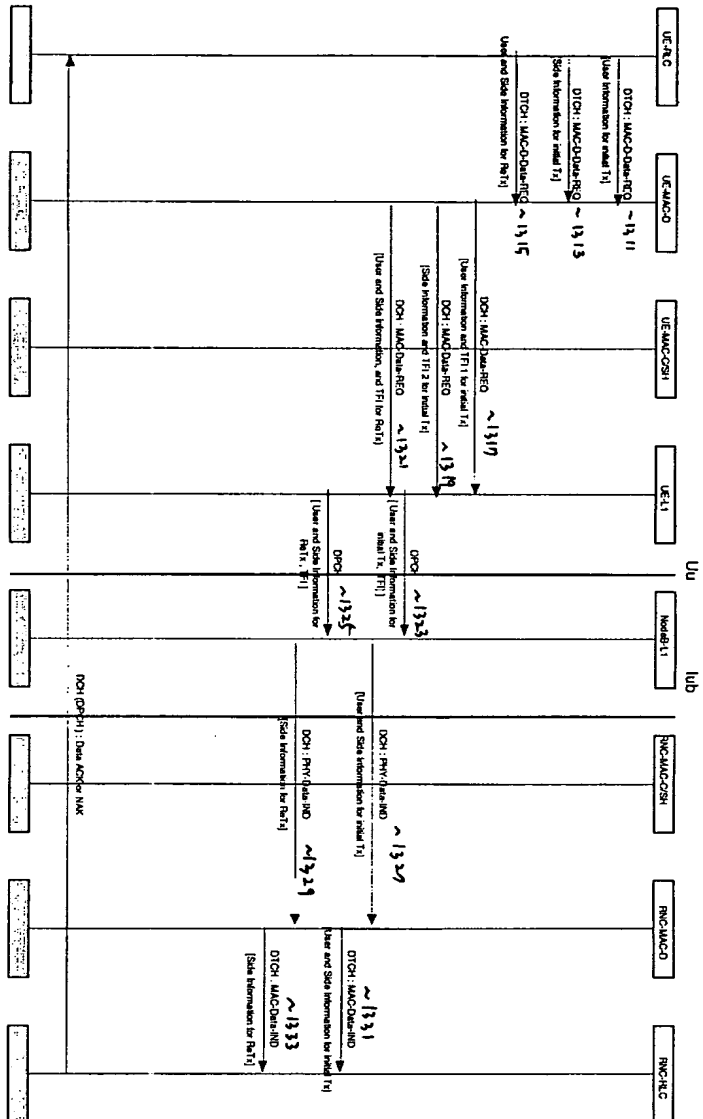 UE-RLC
UE-MAC-D
UE-MAC-C/SH
UE-L1
Uu
NodeB-L1
Iub
RNC-MAC-C/SH
RNC-MAC-D
RNC-RLC
DTCH : MAC-D-Data-REQ ~1311
[User Information for initial Tx]
DTCH : MAC-D-Data-REQ ~1313
[Side Information for initial Tx]
DTCH : MAC-D-Data-REQ ~1315
User and Side Information for ReTx]
DCH : MAC-Data-REQ ~1317
[User Information and TFI 1 for initial Tx]
DCH : MAC-Data-REQ ~1319
[Side Information and TFI 2 for initial Tx]
DCH : MAC-Data-REQ ~1321
[User and Side Information, and TFI for ReTx]
DPCH ~1323
[ User and Side Information for
initial Tx, TFI ]
DPCH ~1325
[ User and Side Information for
ReTx , TFI ]
DCH : PHY-Data-IND ~1327
[User and Side Information for initial Tx]
DCH : PHY-Data-IND ~1329
[Side Information for ReTx]
DTCH : MAC-Data-IND ~1331
[User and Side Information for initial Tx]
DTCH : MAC-Data-IND ~1333
[Side Information for ReTx]
DCH (DPCH ) : Data ACK or NAK